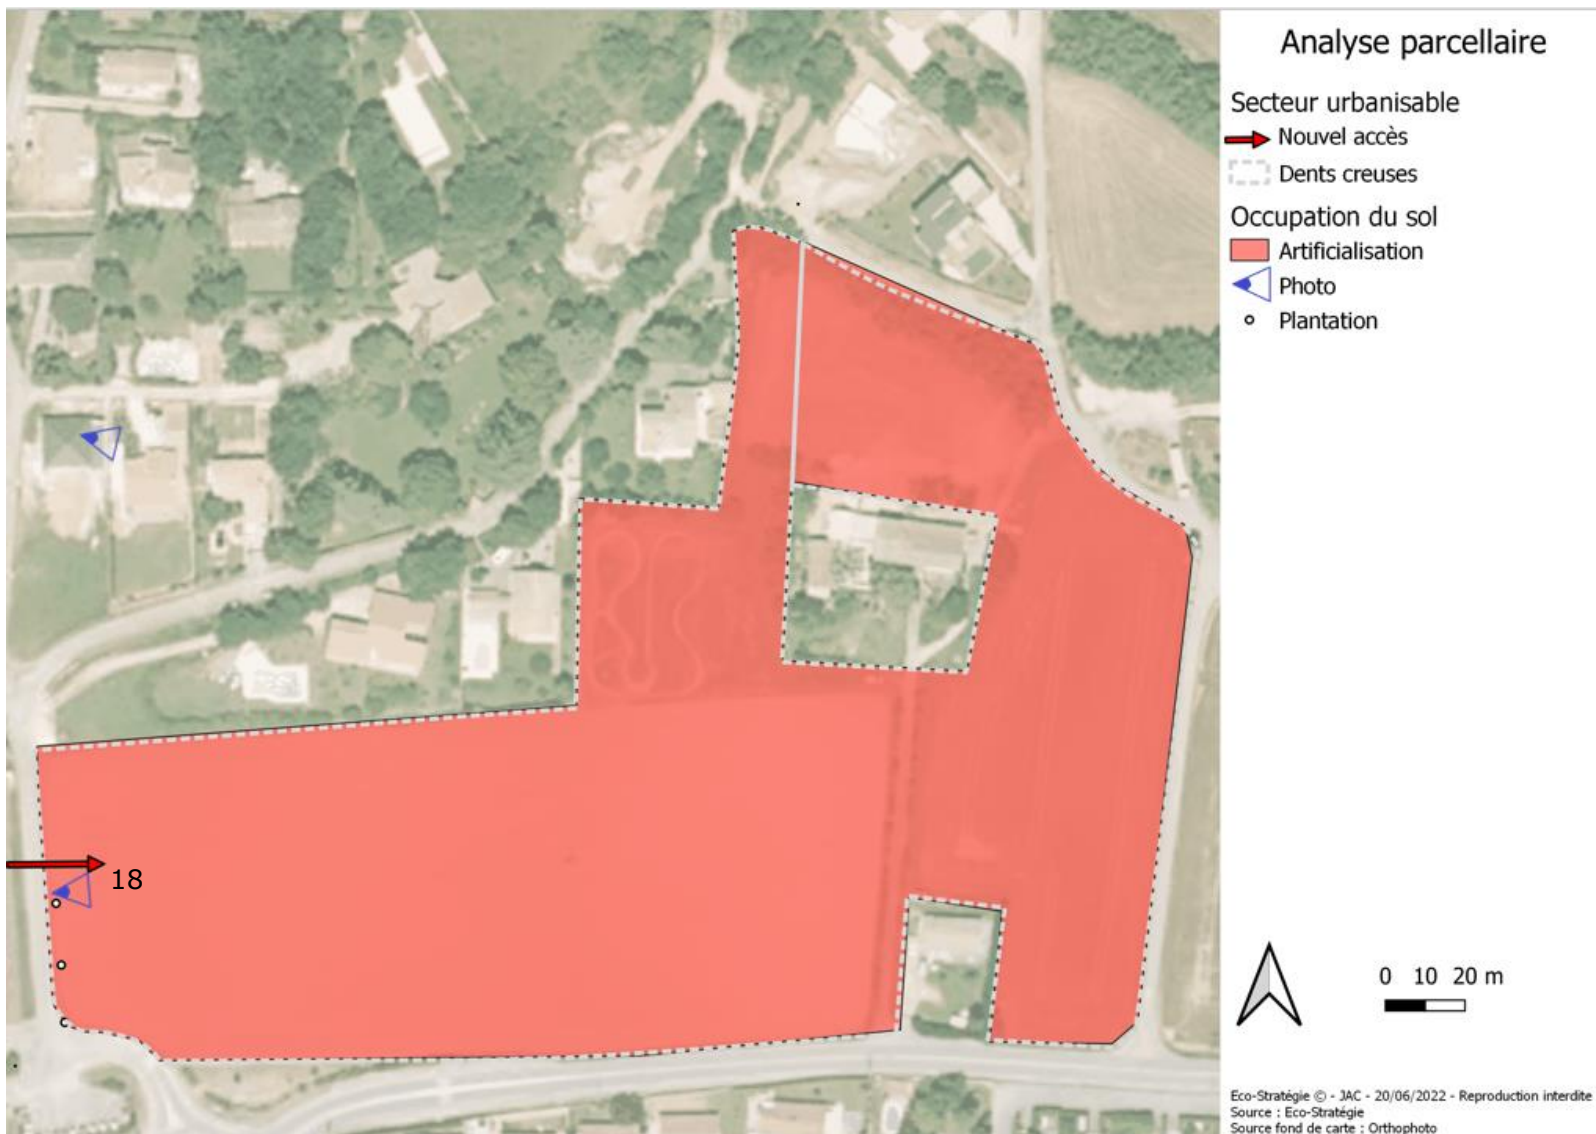 Analyse parcellaire
Secteur urbanisable
Nouvel accès
Dents creuses
Occupation du sol
Artificialisation
Photo
Plantation
18
0 10 20 m
Eco-Stratégie © - JAC - 20/06/2022 - Reproduction interdite
Source : Eco-Stratégie
Source fond de carte : Orthophoto